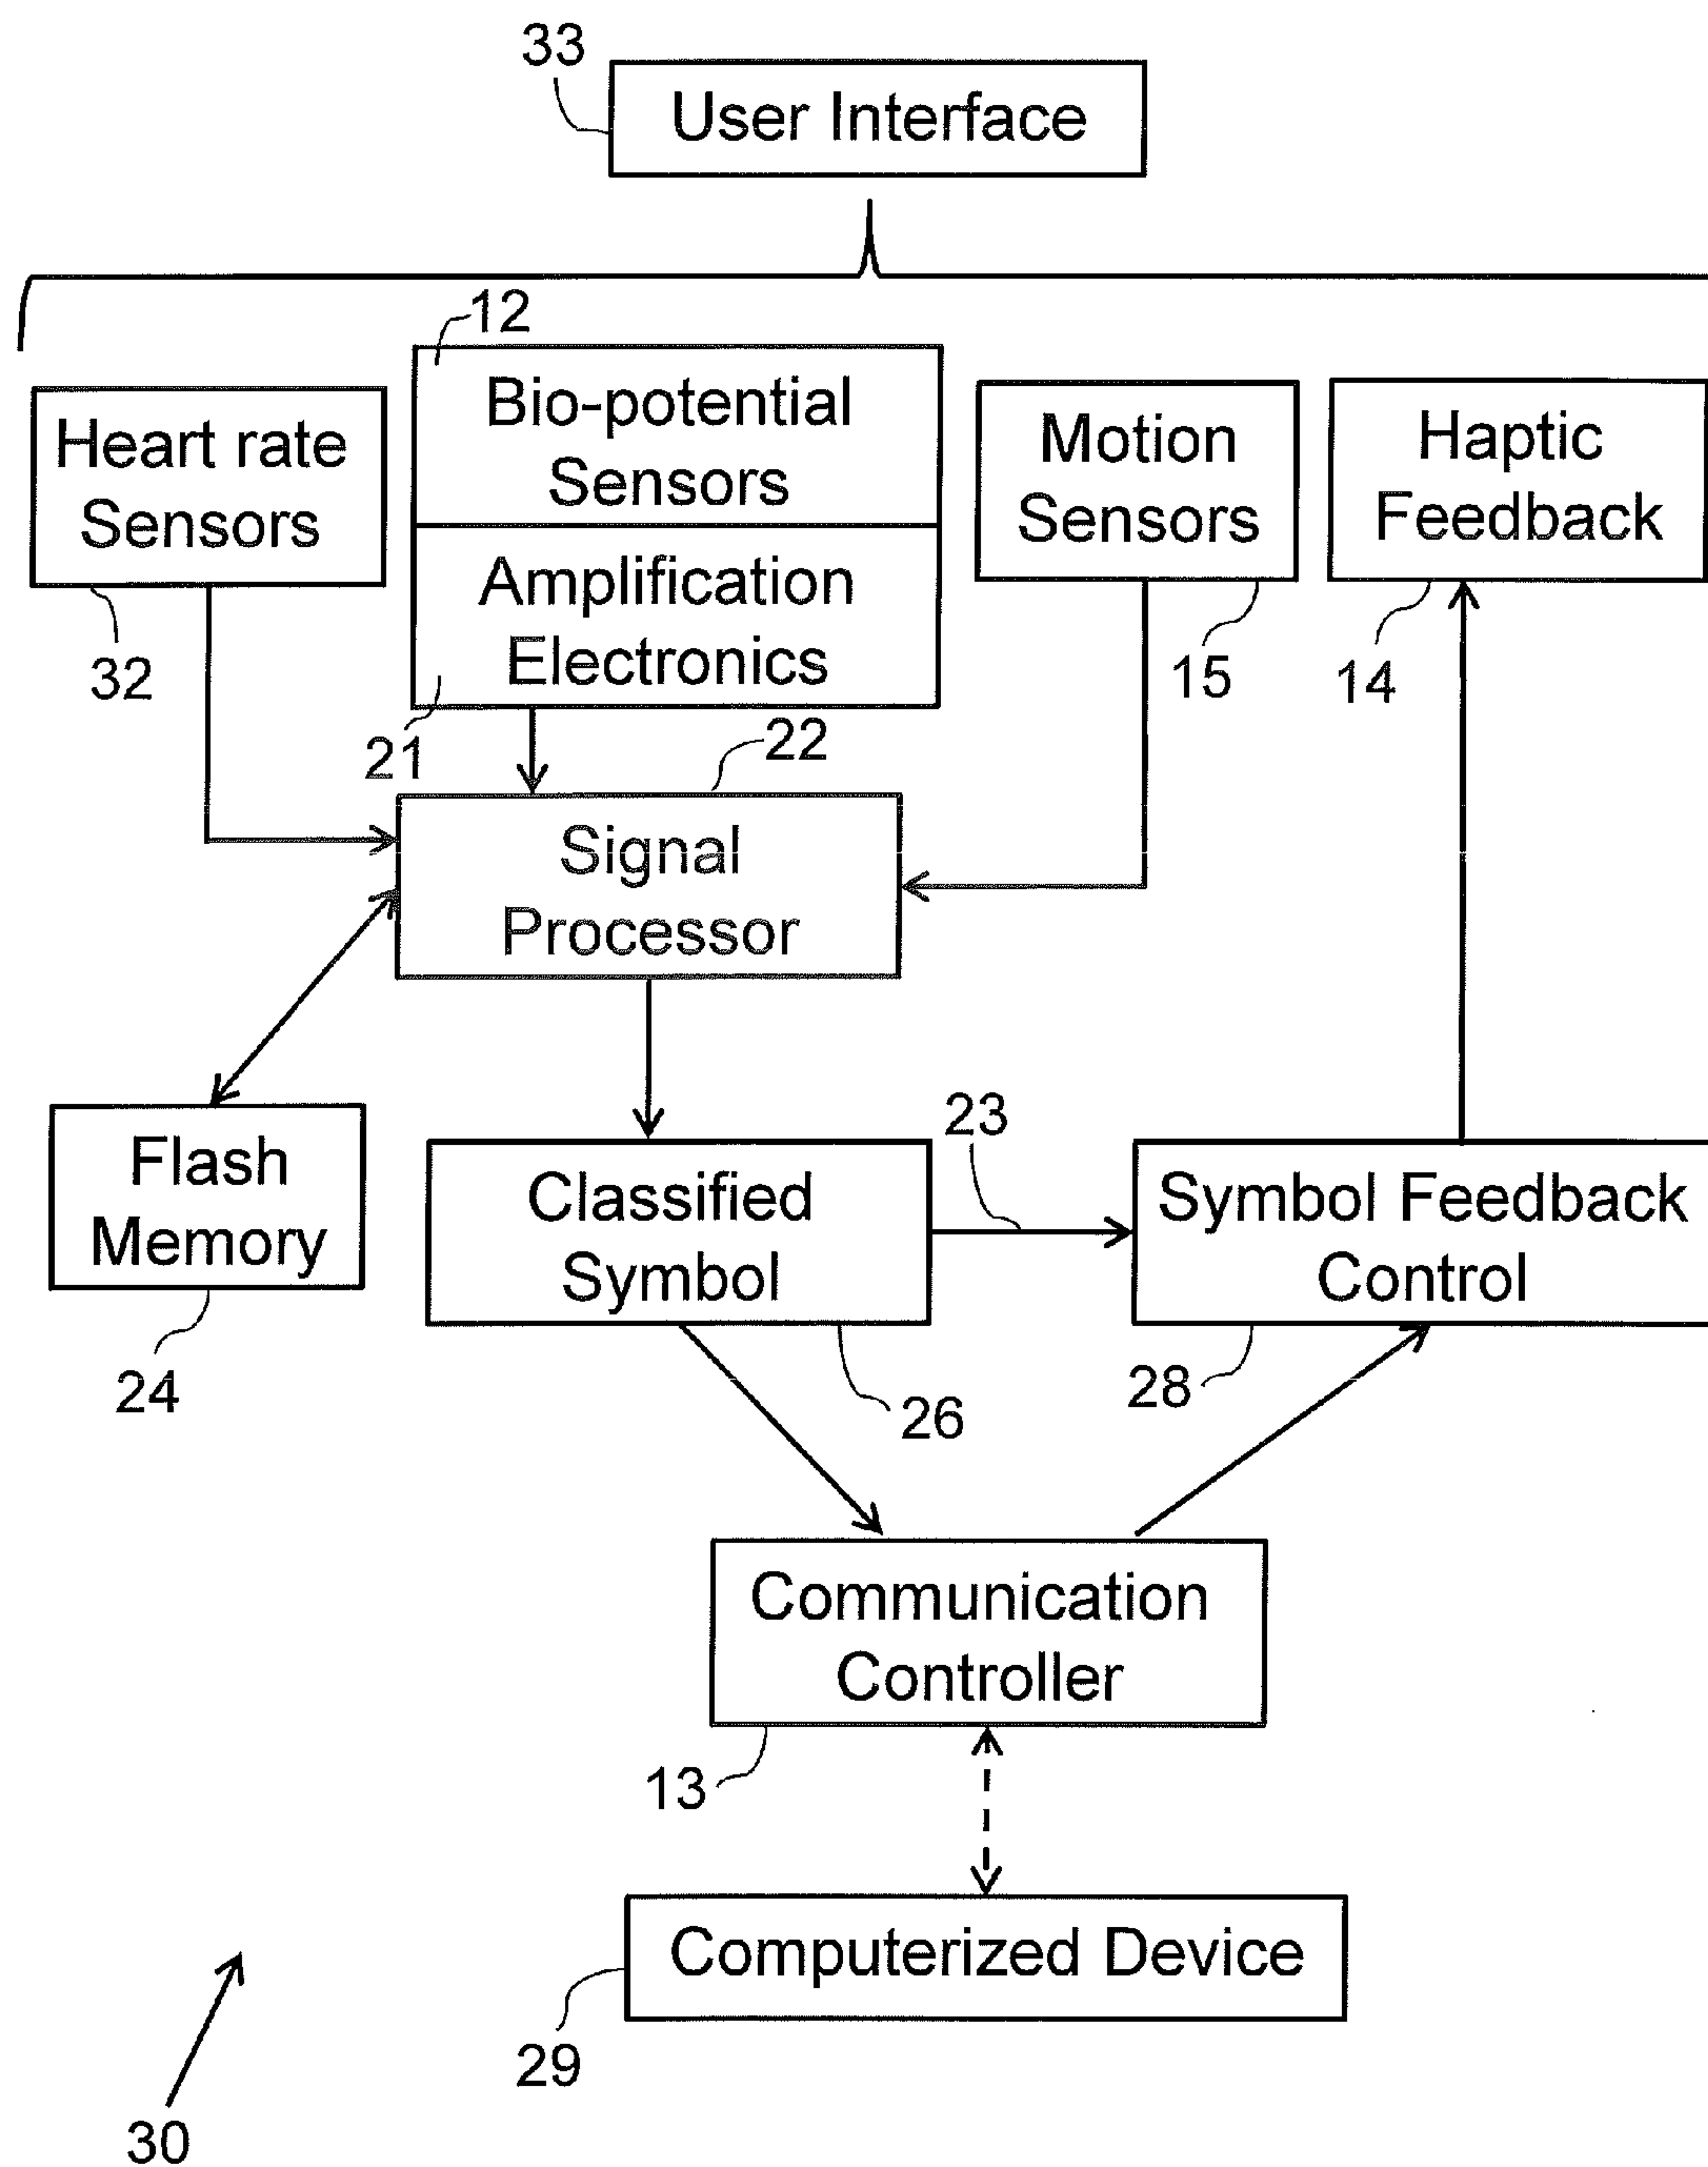 33
User Interface
12
Heart rate
Sensors
32
Bio-potential
Sensors
Amplification
Electronics
21
Motion
Sensors
15
Haptic
Feedback
14
22
Signal
Processor
Flash
Memory
24
Classified
Symbol
26
23
Symbol Feedback
Control
28
Communication
Controller
13
Computerized Device
29
30